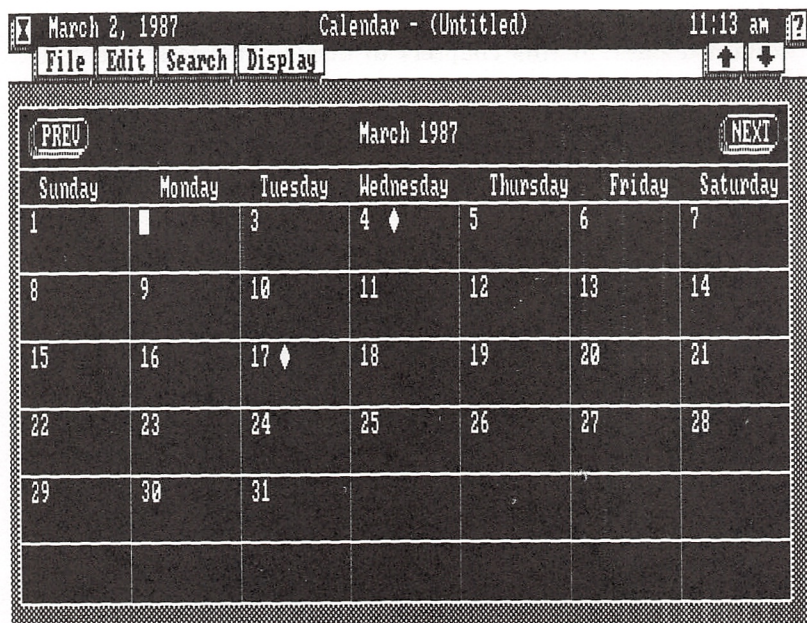 March 2, 1987 Calendar - (Untitled) 11:13 am ?
File Edit Search Display
PREV March 1987 NEXT
Sunday Monday Tuesday Wednesday Thursday Friday Saturday
1 3 4 5 6 7
8 9 10 11 12 13 14
15 16 17 18 19 20 21
22 23 24 25 26 27 28
29 30 31